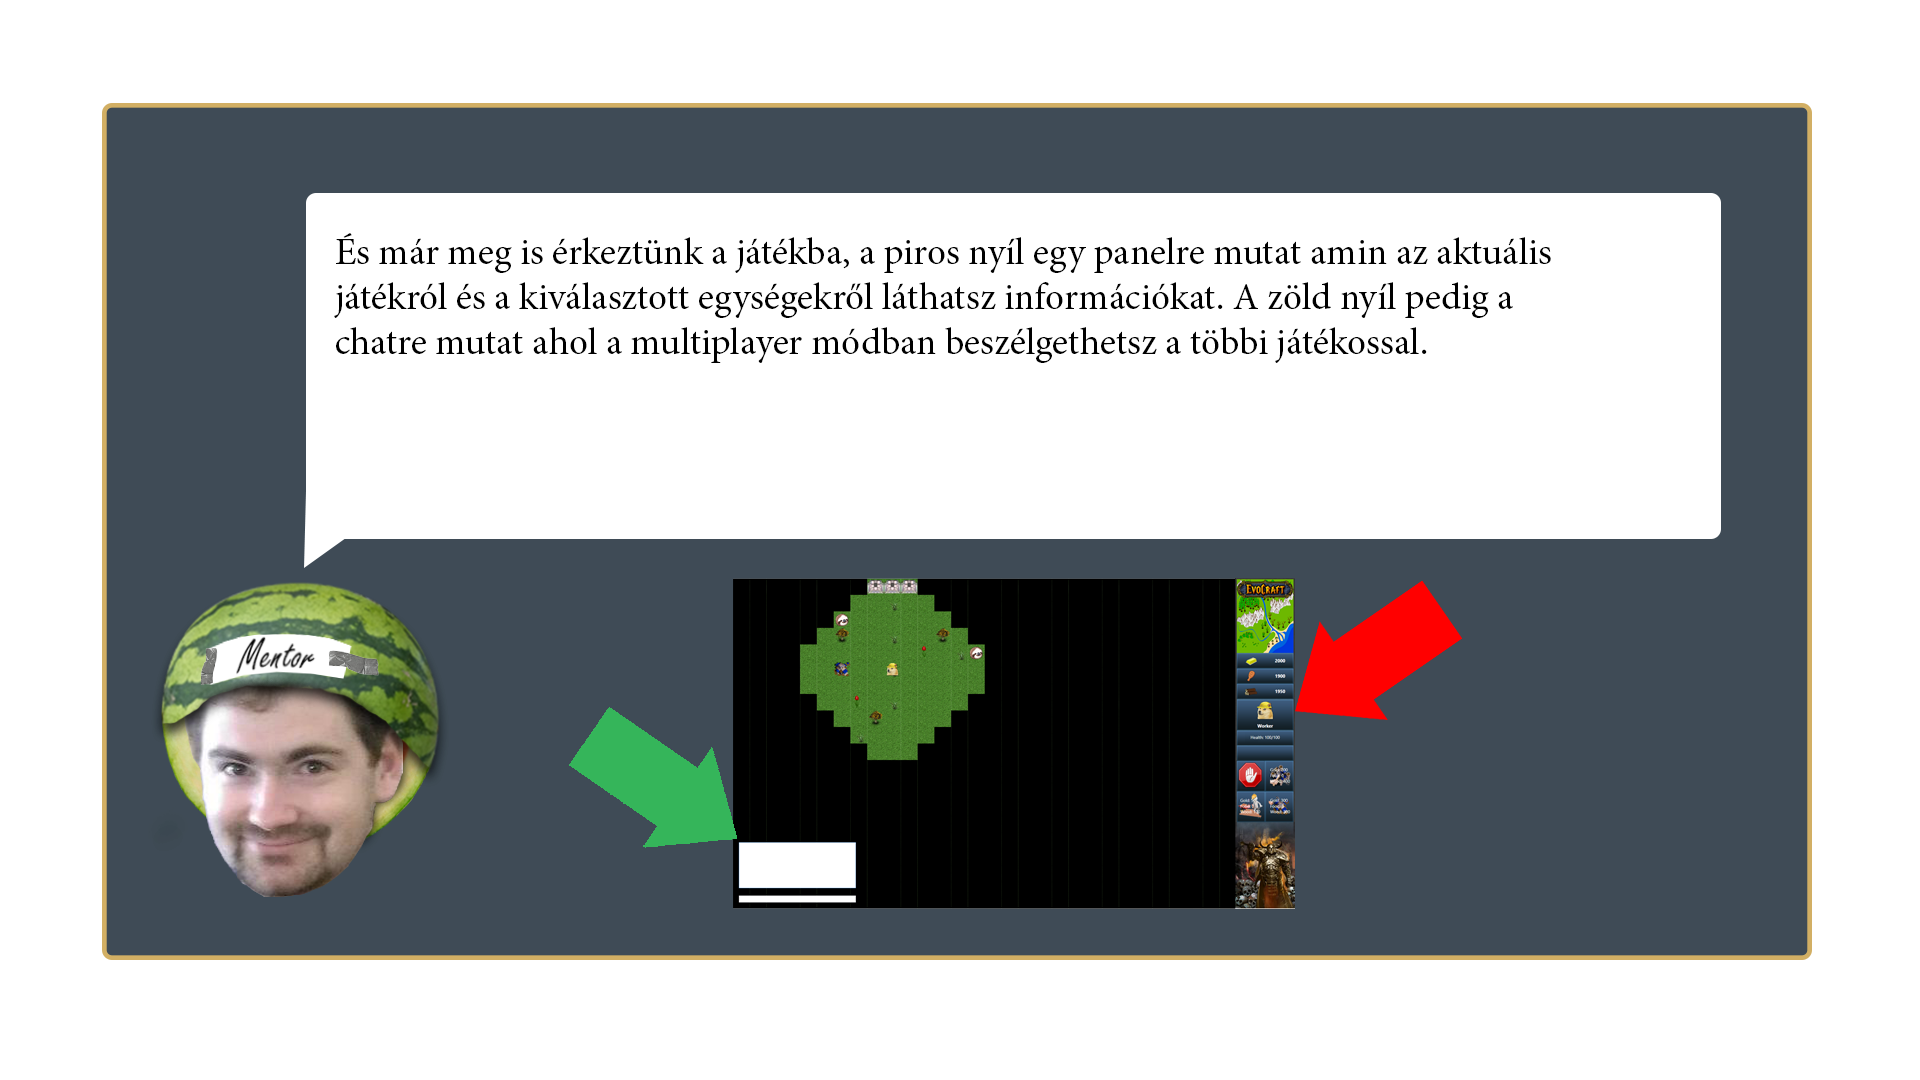 És már meg is érkeztünk a játékba, a piros nyíl egy panelre mutat amin az aktuális
játékról és a kiválasztott egységekről láthatsz információkat. A zöld nyíl pedig a
chatre mutat ahol a multiplayer módban beszélgethetsz a többi játékossal.
Mentor
EVOCRAFT
2000
1900
1950
Worker
Health: 100/100